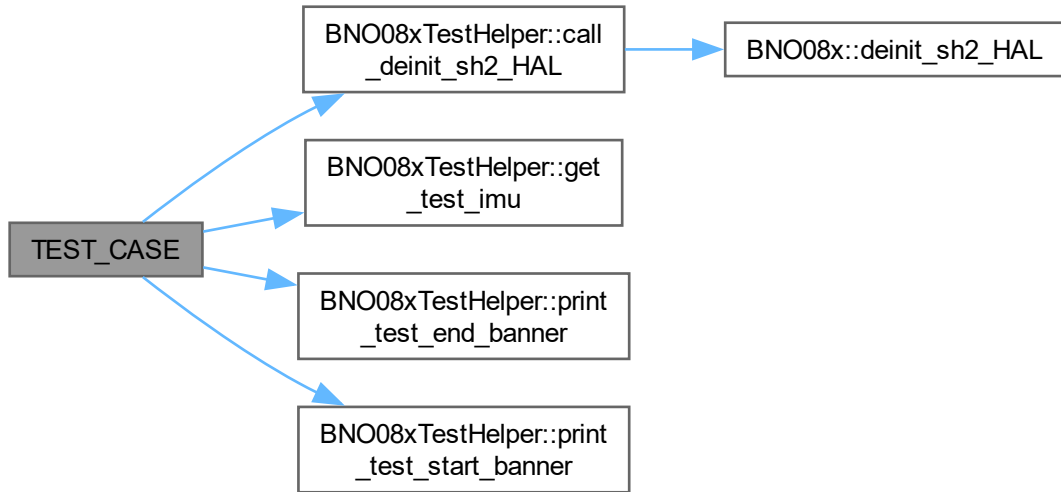 BNO08xTestHelper::call
_deinit_sh2_HAL
BNO08x::deinit_sh2_HAL
BNO08xTestHelper::get
_test_imu
TEST_CASE
BNO08xTestHelper::print
_test_end_banner
BNO08xTestHelper::print
_test_start_banner